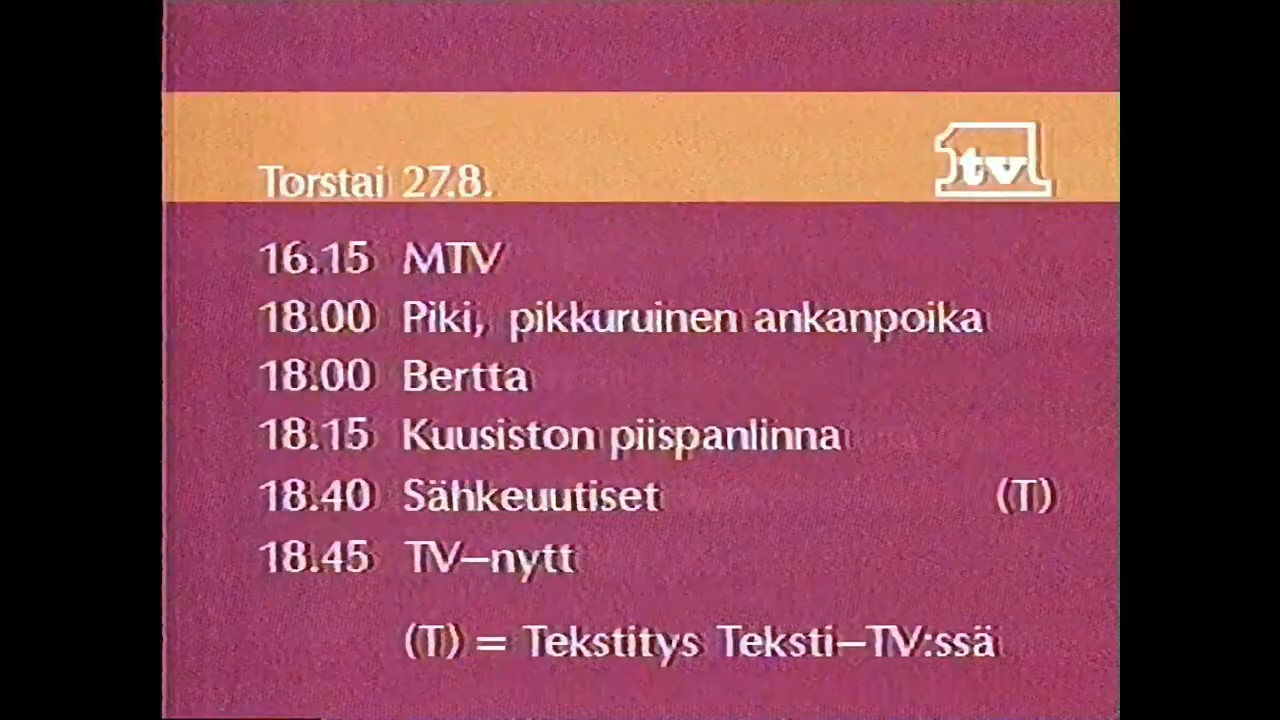 Torstai 27.8.
1tv
16.15 MTV
18.00 Piki, pikkuruinen ankanpoika
18.00 Bertta
18.15 Kuusiston piispanlinna
18.40 Sähkeuutiset (T)
18.45 TV–nytt
(T) = Tekstitys Teksti–TV:ssä